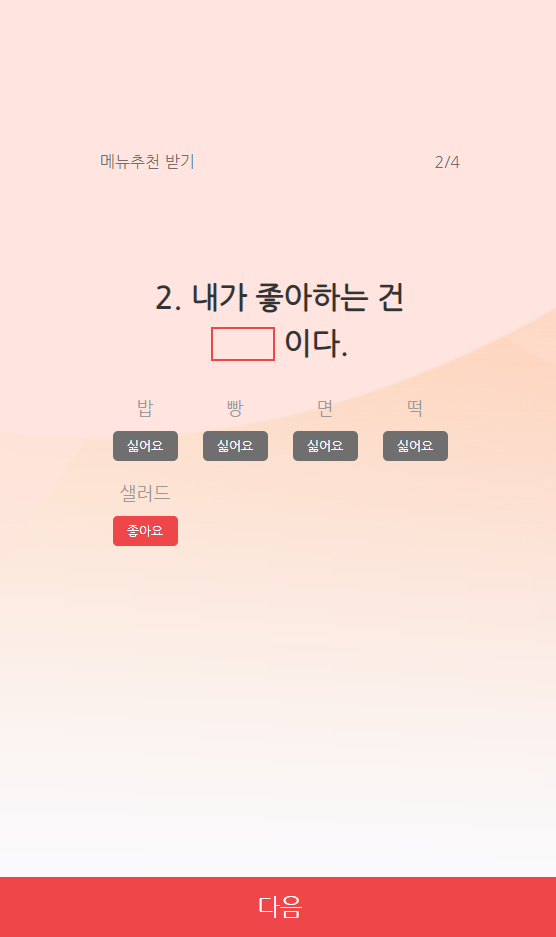 메뉴추천 받기 2/4
2. 내가 좋아하는 건
이다.
밥 빵 면 떡
싫어요 싫어요 싫어요 싫어요
샐러드
좋아요
다음